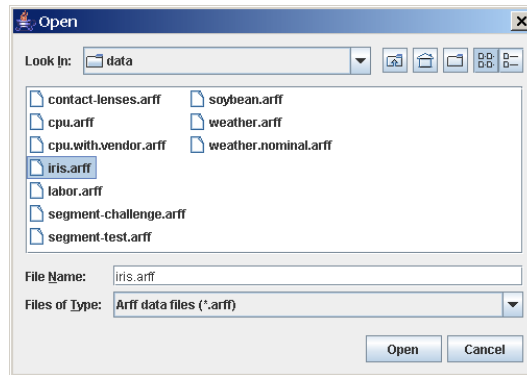 Open
Look In: data
contact-lenses.arff
cpu.arff
cpu.with.vendor.arff
iris.arff
labor.arff
segment-challenge.arff
segment-test.arff
soybean.arff
weather.arff
weather.nominal.arff
File Name: iris.arff
Files of Type: Arff data files (*.arff)
Open Cancel